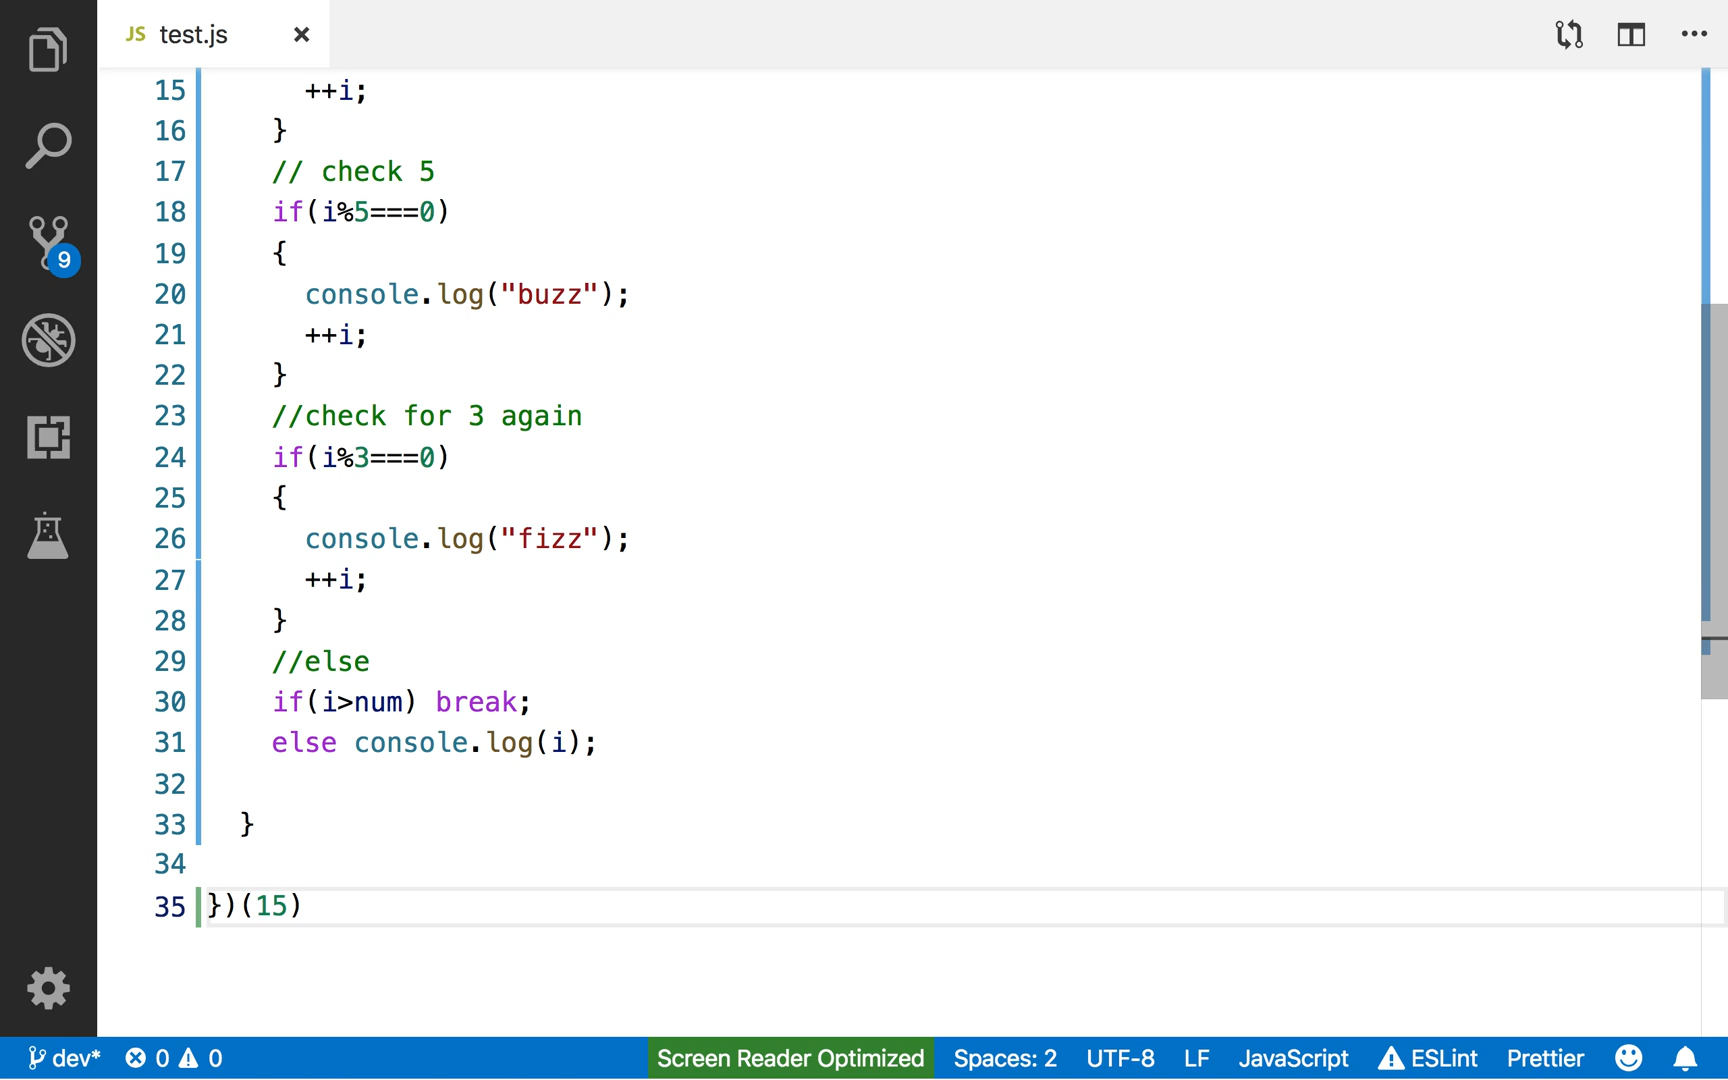 JS test.js
15 ++i;
16 }
17 // check 5
18 if(i%5===0)
19 {
20 console.log("buzz");
21 ++i;
22 }
23 //check for 3 again
24 if(i%3===0)
25 {
26 console.log("fizz");
27 ++i;
28 }
29 //else
30 if(i>num) break;
31 else console.log(i);
32
33 }
34
35 })(15)
9
dev* 0 0 Screen Reader Optimized Spaces: 2 UTF-8 LF JavaScript ESLint Prettier